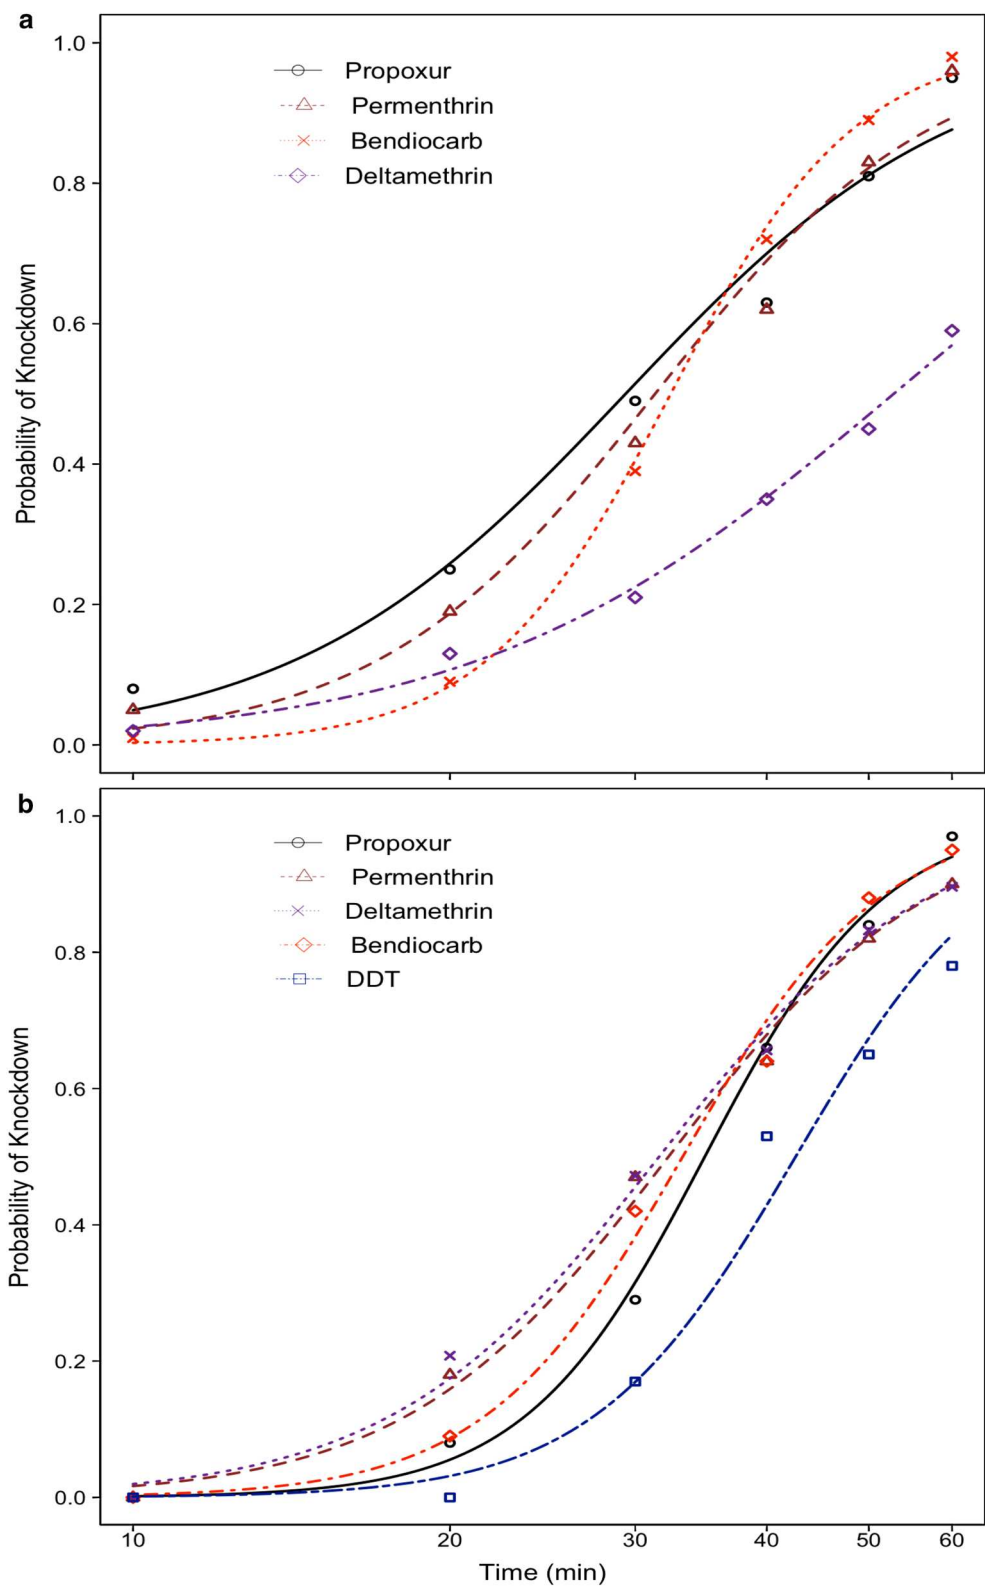 a
1.0
0.8
0.6
0.4
0.2
0.0
Probability of Knockdown
Propoxur
Permenthrin
Bendiocarb
Deltamethrin
b
1.0
0.8
0.6
0.4
0.2
0.0
Probability of Knockdown
Propoxur
Permenthrin
Deltamethrin
Bendiocarb
DDT
10 20 30 40 50 60
Time (min)